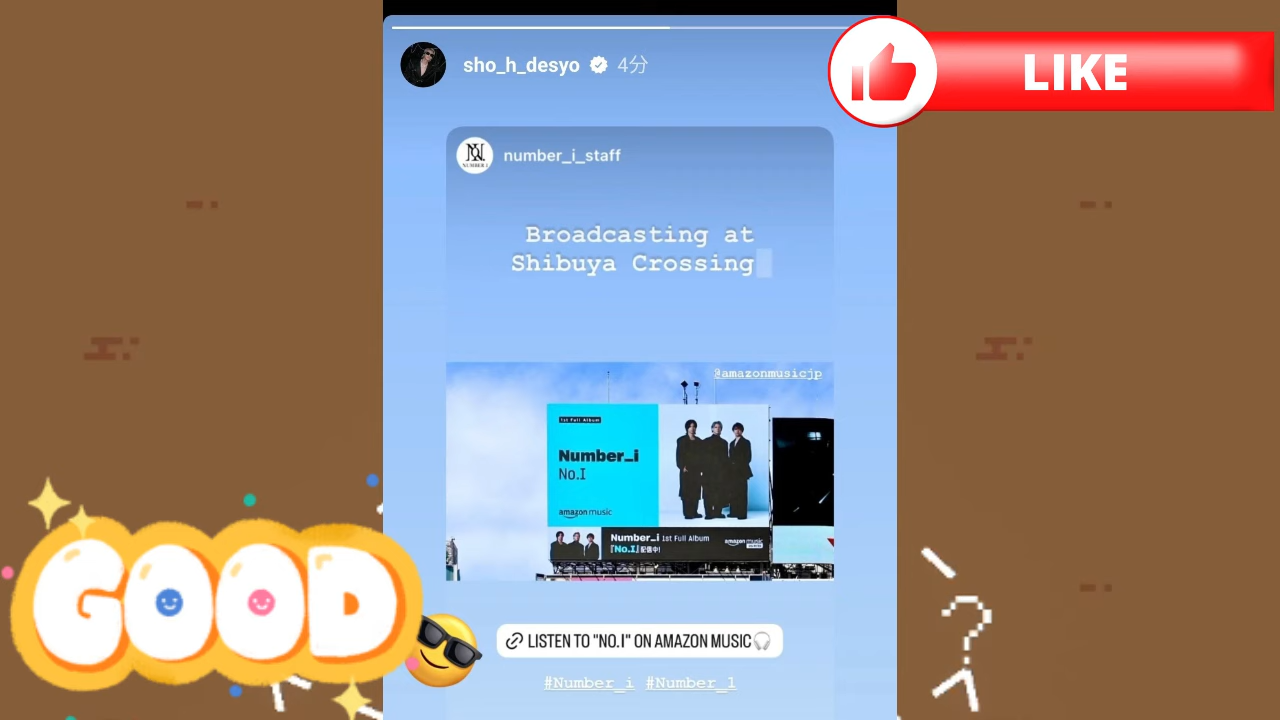 sho_h_desyo 4分
LIKE
NUMBER_I
number_i_staff
Broadcasting at
Shibuya Crossing
@amazonmusicjp
1st Full Album
Number_i
No.I
amazon music
Number_i 1st Full Album
『No.I』配信中!
amazon music
GOOD
LISTEN TO "NO.I" ON AMAZON MUSIC
#Number_i #Number_1
?